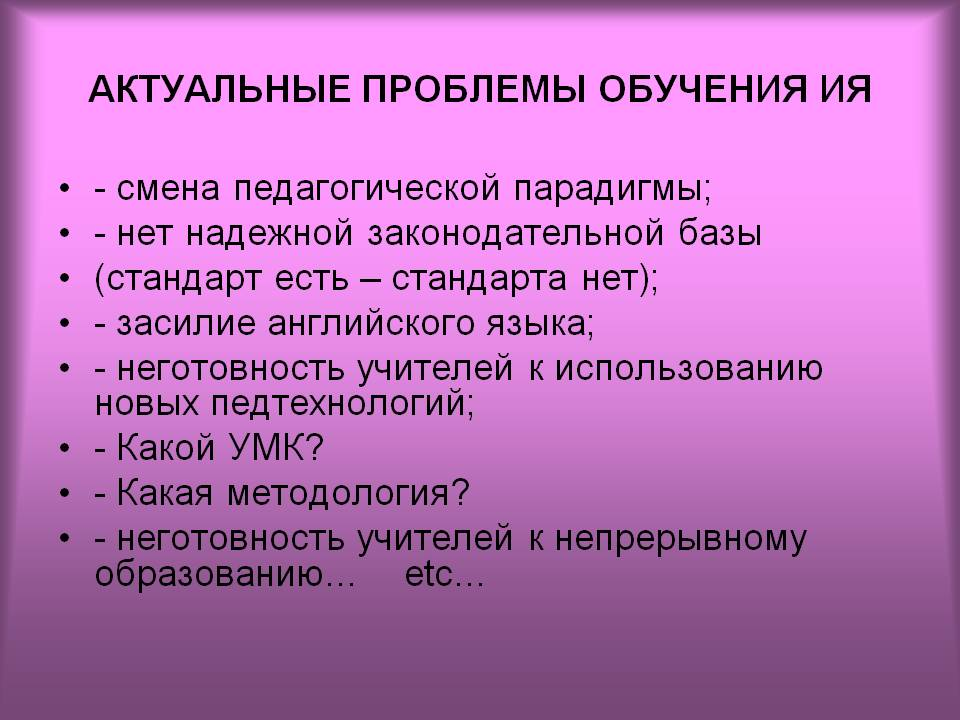 АКТУАЛЬНЫЕ ПРОБЛЕМЫ ОБУЧЕНИЯ ИЯ
• - смена педагогической парадигмы;
• - нет надежной законодательной базы
• (стандарт есть – стандарта нет);
• - засилие английского языка;
• - неготовность учителей к использованию
новых педтехнологий;
• - Какой УМК?
• - Какая методология?
• - неготовность учителей к непрерывному
образованию… etc…